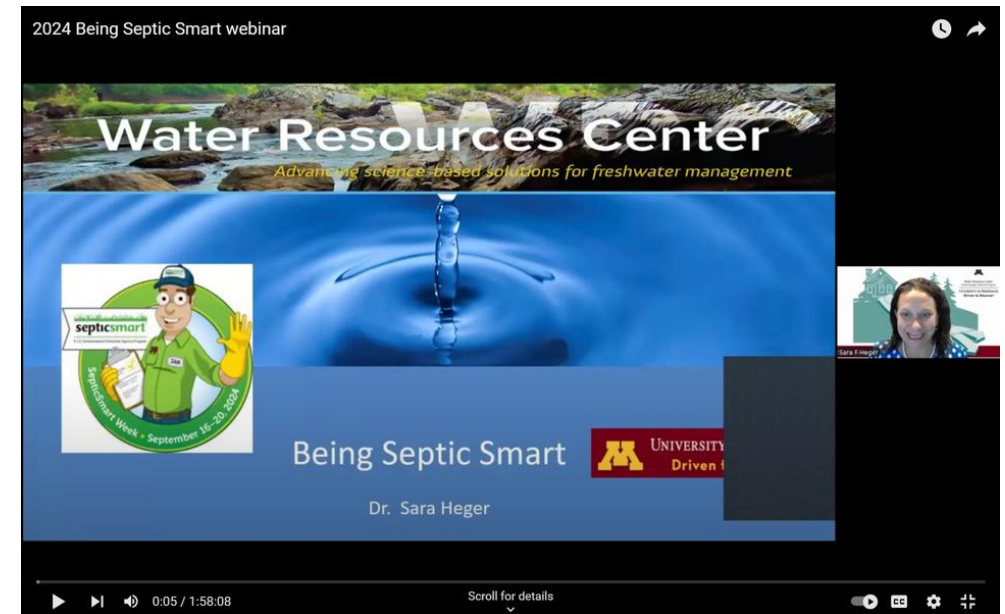 2024 Being Septic Smart webinar
Water Resources Center
Advancing science-based solutions for freshwater management
septicsmart
SAM
SepticSmart Week • September 16-20, 2024
Being Septic Smart
Dr. Sara Heger
M
UNIVERSITY
Driven
Sara F Heger
0:05 / 1:58:08
Scroll for details
CC